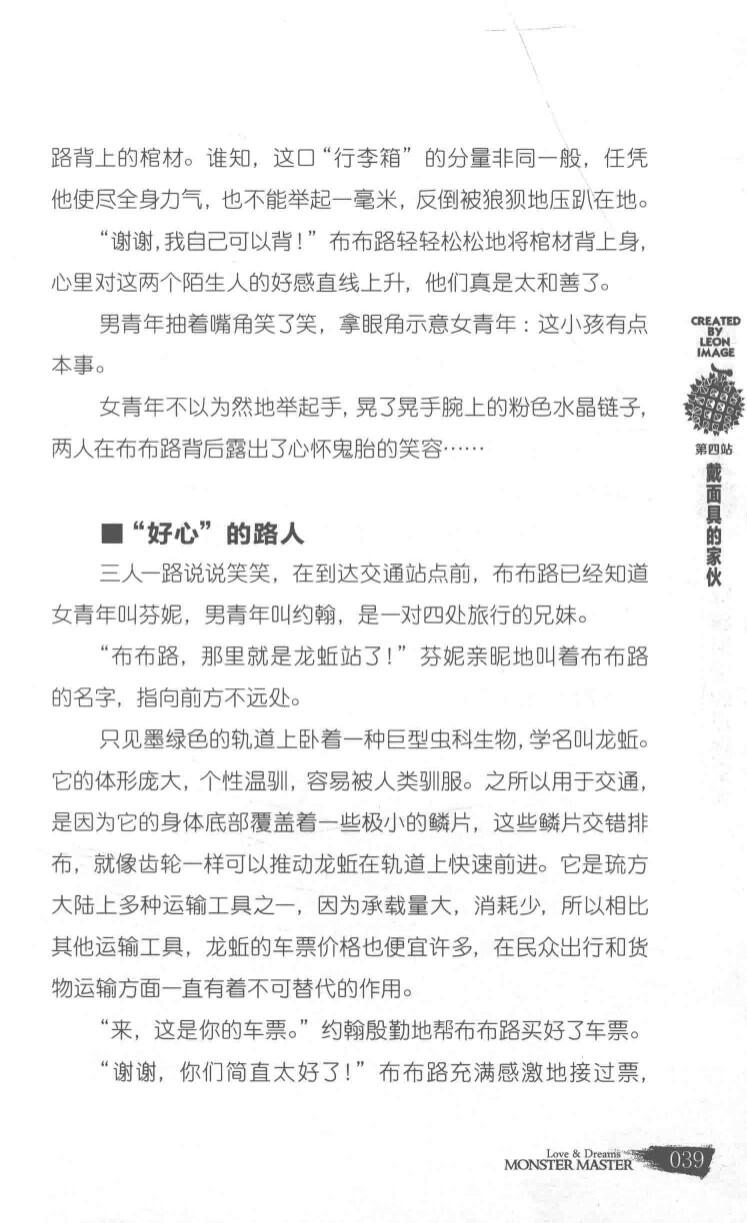 路背上的棺材。谁知，这口“行李箱”的分量非同一般，任凭
他使尽全身力气，也不能举起一毫米，反倒被狼狈地压趴在地。
“谢谢，我自己可以背！”布布路轻轻松松地将棺材背上身，
心里对这两个陌生人的好感直线上升，他们真是太和善了。
男青年抽着嘴角笑了笑，拿眼角示意女青年：这小孩有点
本事。
女青年不以为然地举起手，晃了晃手腕上的粉色水晶链子，
两人在布布路背后露出了心怀鬼胎的笑容……
■“好心”的路人
三人一路说说笑笑，在到达交通站点前，布布路已经知道
女青年叫芬妮，男青年叫约翰，是一对四处旅行的兄妹。
“布布路，那里就是龙蚯站了！”芬妮亲昵地叫着布布路
的名字，指向前方不远处。
只见墨绿色的轨道上卧着一种巨型虫科生物，学名叫龙蚯。
它的体形庞大，个性温驯，容易被人类驯服。之所以用于交通，
是因为它的身体底部覆盖着一些极小的鳞片，这些鳞片交错排
布，就像齿轮一样可以推动龙蚯在轨道上快速前进。它是琉方
大陆上多种运输工具之一，因为承载量大，消耗少，所以相比
其他运输工具，龙蚯的车票价格也便宜许多，在民众出行和货
物运输方面一直有着不可替代的作用。
“来，这是你的车票。”约翰殷勤地帮布布路买好了车票。
“谢谢，你们简直太好了！”布布路充满感激地接过票，
CREATED
BY
LEON
IMAGE
第四站
戴面具的家伙
Love & Dreams
MONSTER MASTER
039